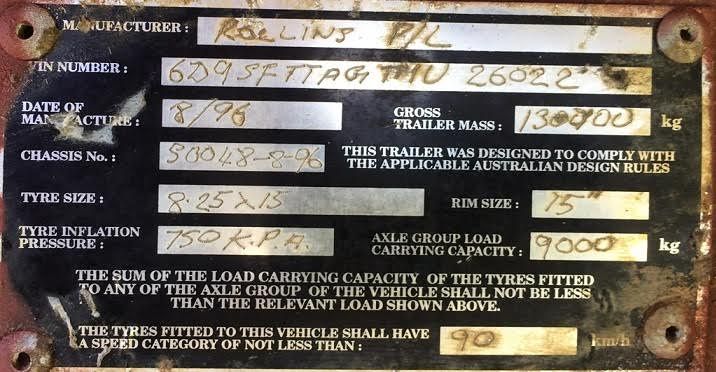 MANUFACTURER : ROLLINS P/L
VIN NUMBER : 6D9SFTTAGTMU 26022
DATE OF MANUFACTURE : 8/96 GROSS TRAILER MASS : kg
CHASSIS No. : 50048-8-96 THIS TRAILER WAS DESIGNED TO COMPLY WITH
THE APPLICABLE AUSTRALIAN DESIGN RULES
TYRE SIZE : 8.25X15 RIM SIZE : 15"
TYRE INFLATION PRESSURE : 750 K.P.A. AXLE GROUP LOAD CARRYING CAPACITY : 9000 kg
THE SUM OF THE LOAD CARRYING CAPACITY OF THE TYRES FITTED
TO ANY OF THE AXLE GROUP OF THE VEHICLE SHALL NOT BE LESS
THAN THE RELEVANT LOAD SHOWN ABOVE.
THE TYRES FITTED TO THIS VEHICLE SHALL HAVE
A SPEED CATEGORY OF NOT LESS THAN : 90 km/h